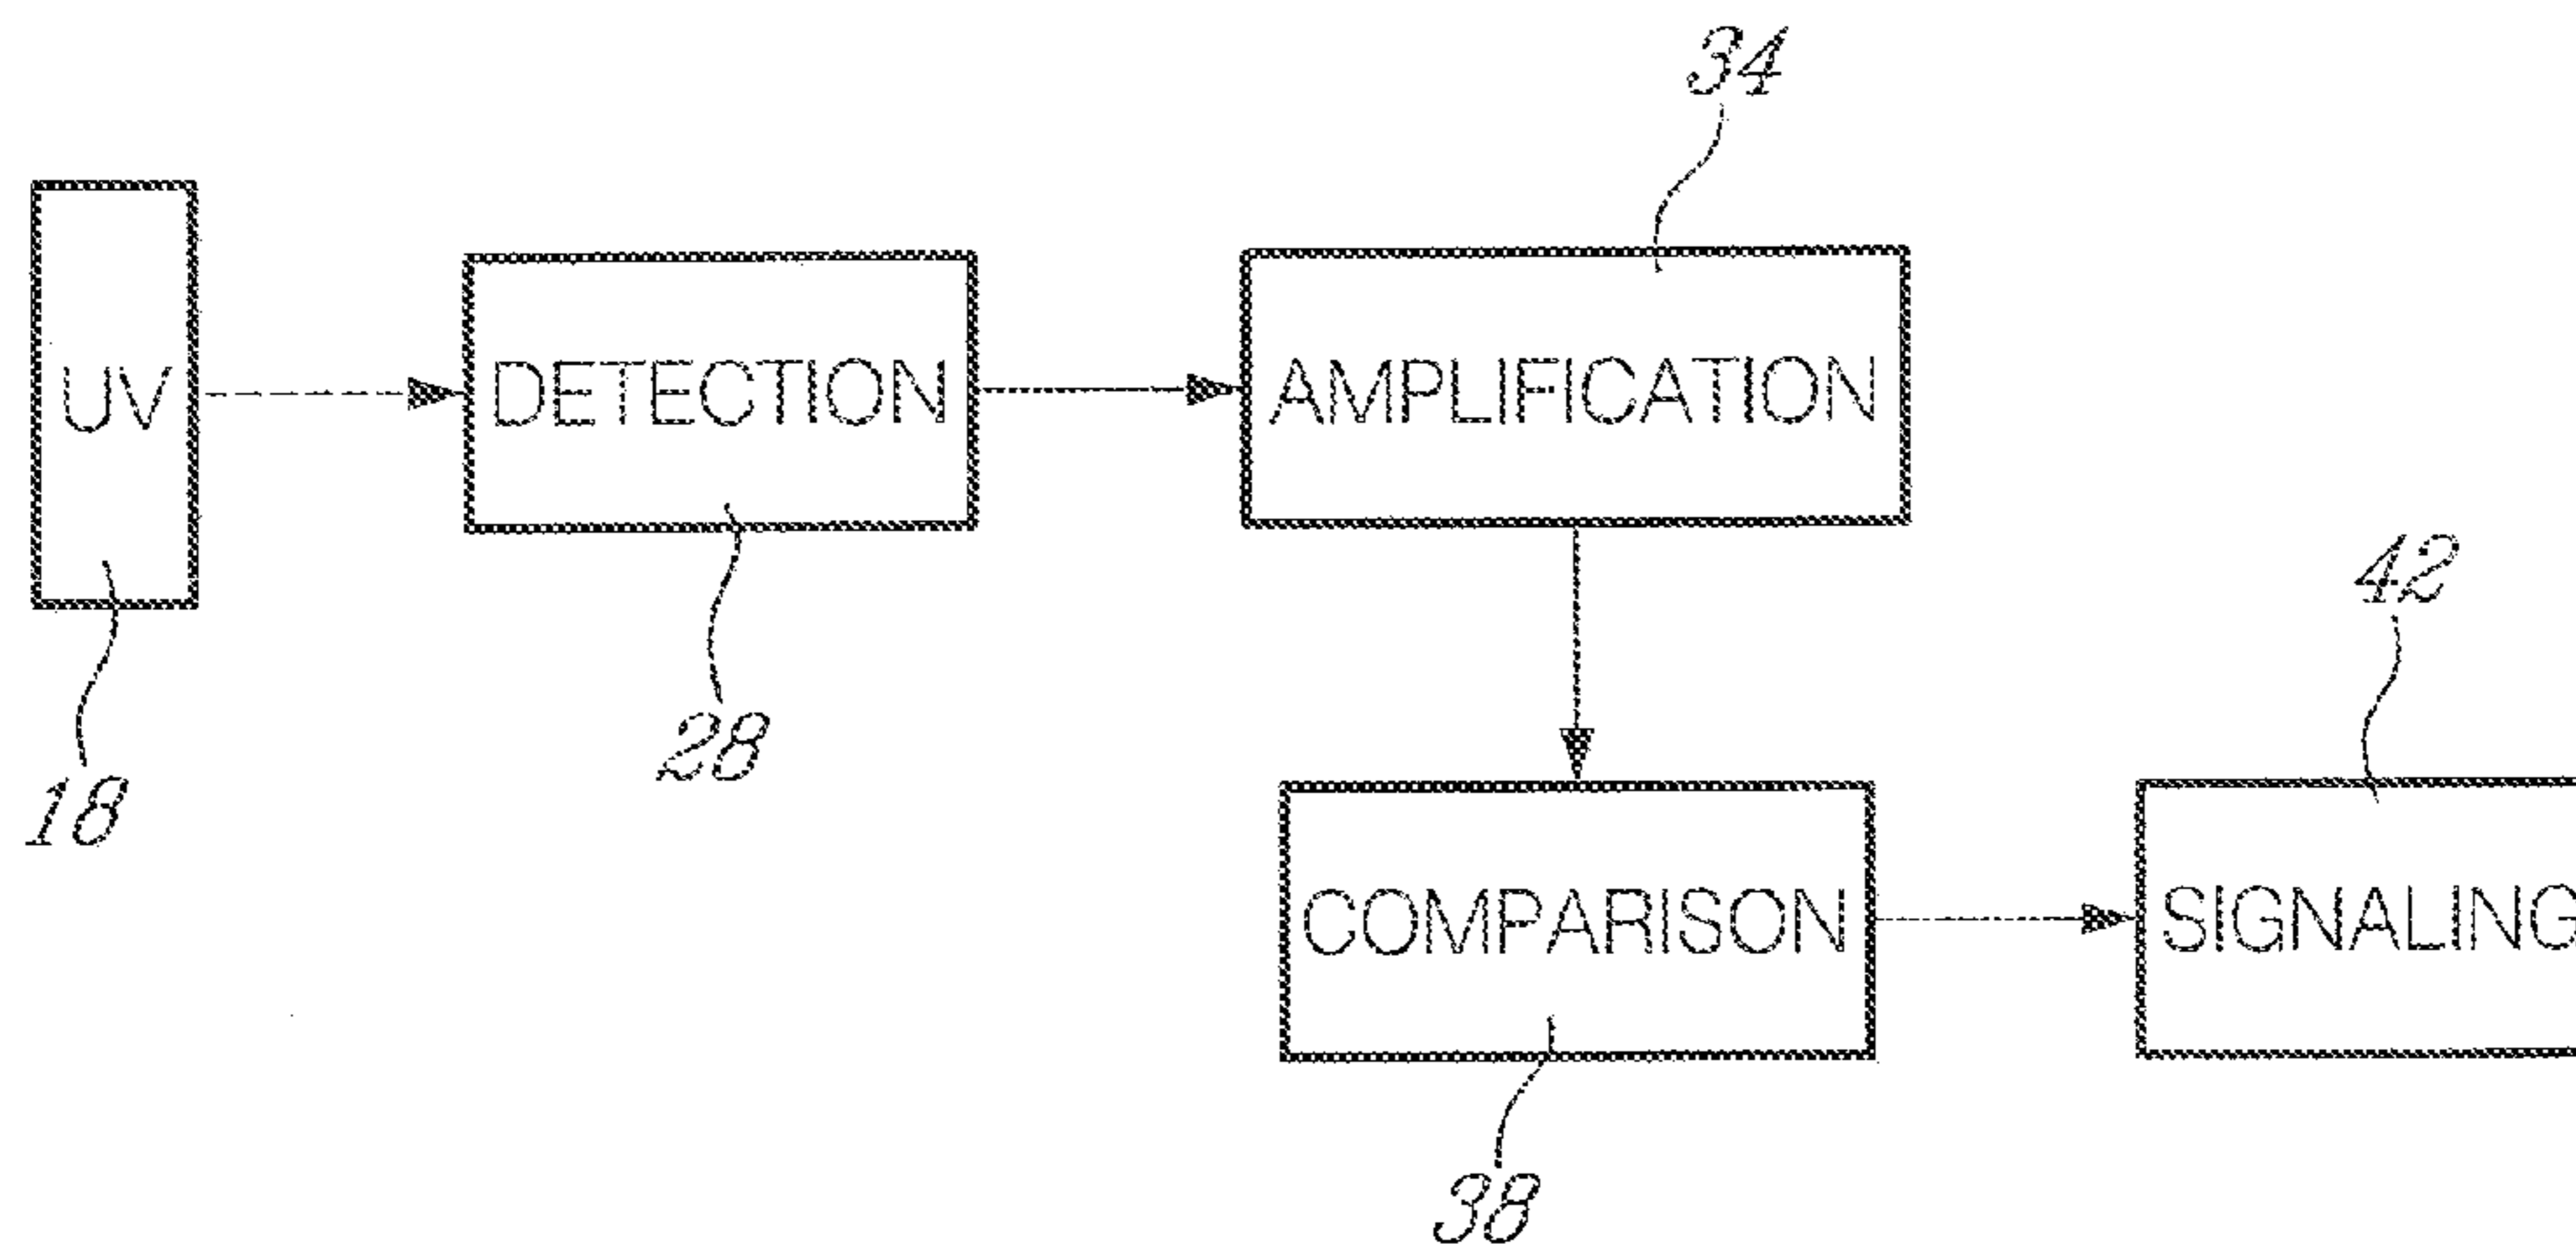 34
UV
DETECTION
AMPLIFICATION
28
18
42
COMPARISON
SIGNALING
38